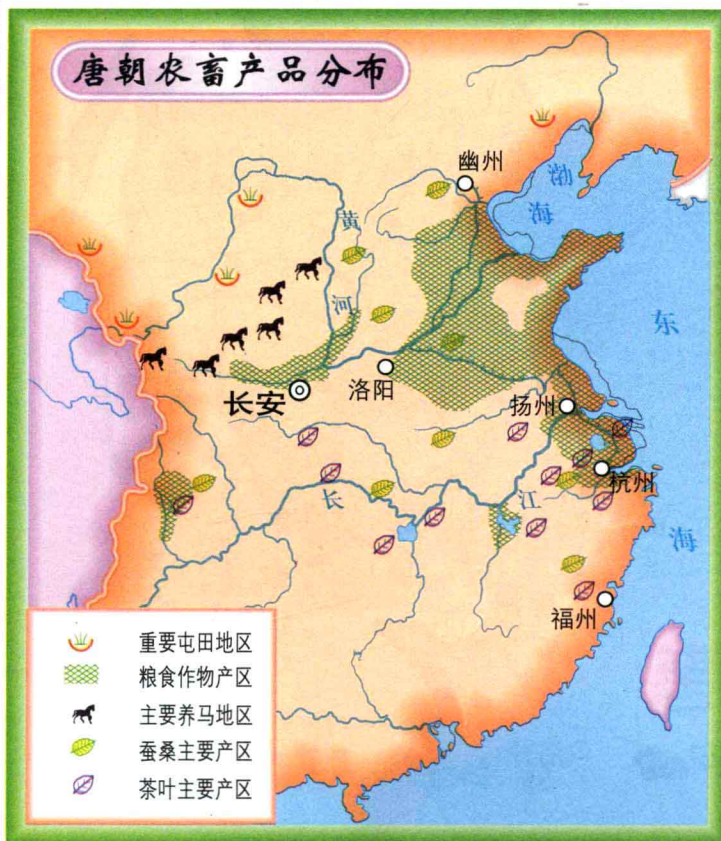 唐朝农畜产品分布
幽州
渤
海
黄
河
东
海
长安
洛阳
扬州
杭州
长
江
福州
重要屯田地区
粮食作物产区
主要养马地区
蚕桑主要产区
茶叶主要产区